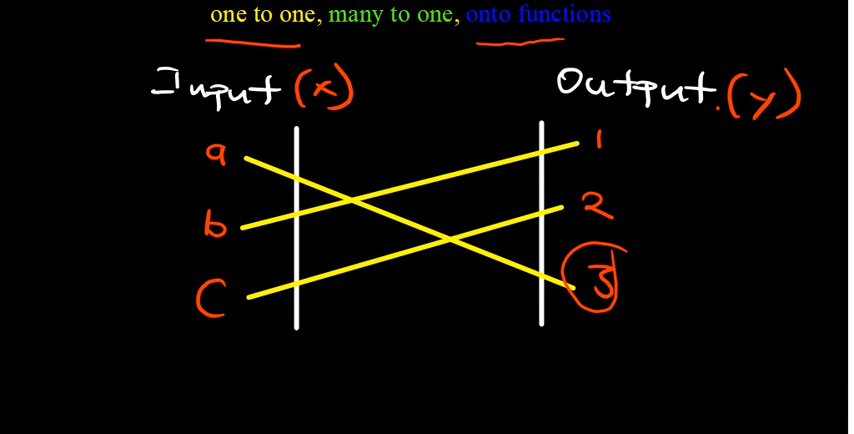 one to one, many to one, onto functions
Input (x) Output. (y)
a 1
b 2
c 3